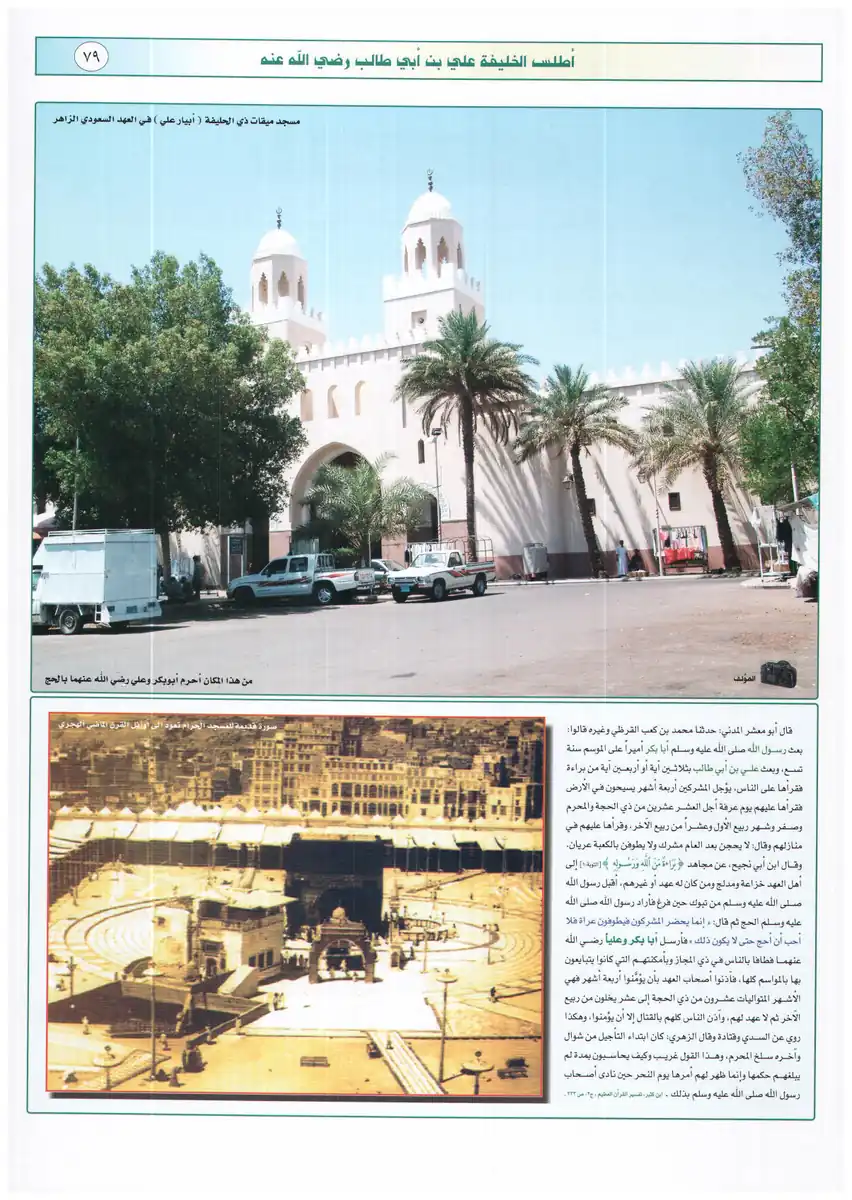 أطلس الخليفة علي بن أبي طالب رضي الله عنه
٧٩
مسجد ميقات ذي الحليفة ( أبيار علي ) في العهد السعودي الزاهر
من هذا المكان أحرم أبوبكر وعلي رضي الله عنهما بالحج
المؤلف
صورة قديمة للمسجد الحرام تعود الى أوائل القرن الماضي الهجري
قال أبو معشر المدني: حدثنا محمد بن كعب القرظي وغيره قالوا:
بعث رسول الله صلى الله عليه وسلم أبا بكر أميراً على الموسم سنة
تسع، وبعث علي بن أبي طالب بثلاثين آية أو أربعين آية من براءة
فقرأها على الناس، يؤجل المشركين أربعة أشهر يسيحون في الأرض
فقرأها عليهم يوم عرفة أجل العشر عشرين من ذي الحجة والمحرم
وصفر وشهر ربيع الأول وعشراً من ربيع الآخر، وقرأها عليهم في
منازلهم وقال: لا يحجن بعد العام مشرك ولا يطوفن بالكعبة عريان.
وقال ابن أبي نجيح، عن مجاهد ﴿ بَرَاءَةٌ مِّنَ اللَّهِ وَرَسُولِهِ ﴾ [التوبة:١] إلى
أهل العهد خزاعة ومدلج ومن كان له عهد أو غيرهم، أقبل رسول الله
صلى الله عليه وسلم من تبوك حين فرغ فأراد رسول الله صلى الله
عليه وسلم الحج ثم قال: « إنما يحضر المشركون فيطوفون عراة فلا
أحب أن أحج حتى لا يكون ذلك » فأرسل أبا بكر وعلياً رضي الله
عنهما فطافا بالناس في ذي المجاز وبأمكنتهم التي كانوا يتبايعون
بها بالمواسم كلها، فآذنوا أصحاب العهد بأن يؤمَّنوا أربعة أشهر فهي
الأشهر المتواليات عشرون من ذي الحجة إلى عشر يخلون من ربيع
الآخر ثم لا عهد لهم، وآذن الناس كلهم بالقتال إلا أن يؤمنوا، وهكذا
روي عن السدي وقتادة وقال الزهري: كان ابتداء التأجيل من شوال
وآخره سلخ المحرم، وهذا القول غريب وكيف يحاسبون بمدة لم
يبلغهم حكمها وإنما ظهر لهم أمرها يوم النحر حين نادى أصحاب
رسول الله صلى الله عليه وسلم بذلك » ابن كثير، تفسير القرآن العظيم ، ج٢، ص ٣٣٣ .